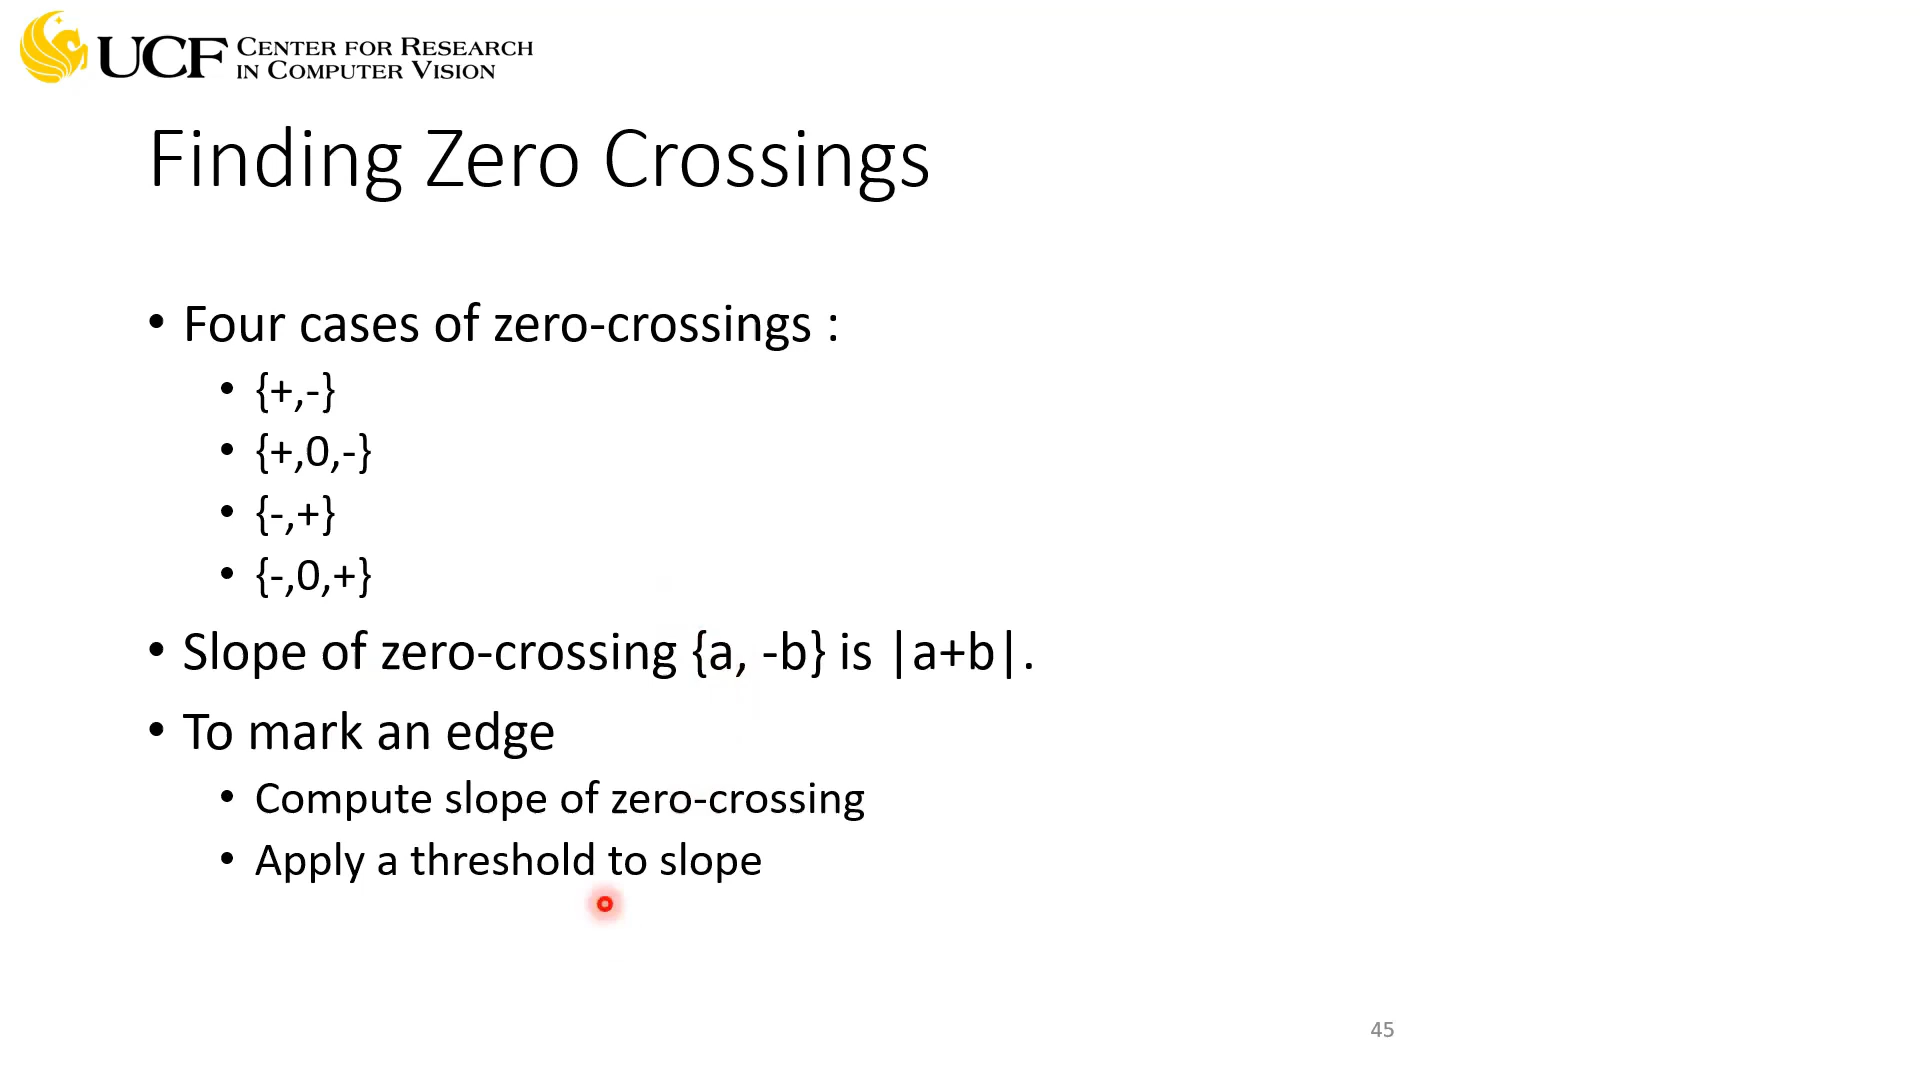 UCF CENTER FOR RESEARCH
IN COMPUTER VISION
Finding Zero Crossings
• Four cases of zero-crossings :
• {+,-}
• {+,0,-}
• {-,+}
• {-,0,+}
• Slope of zero-crossing {a, -b} is |a+b|.
• To mark an edge
• Compute slope of zero-crossing
• Apply a threshold to slope
45